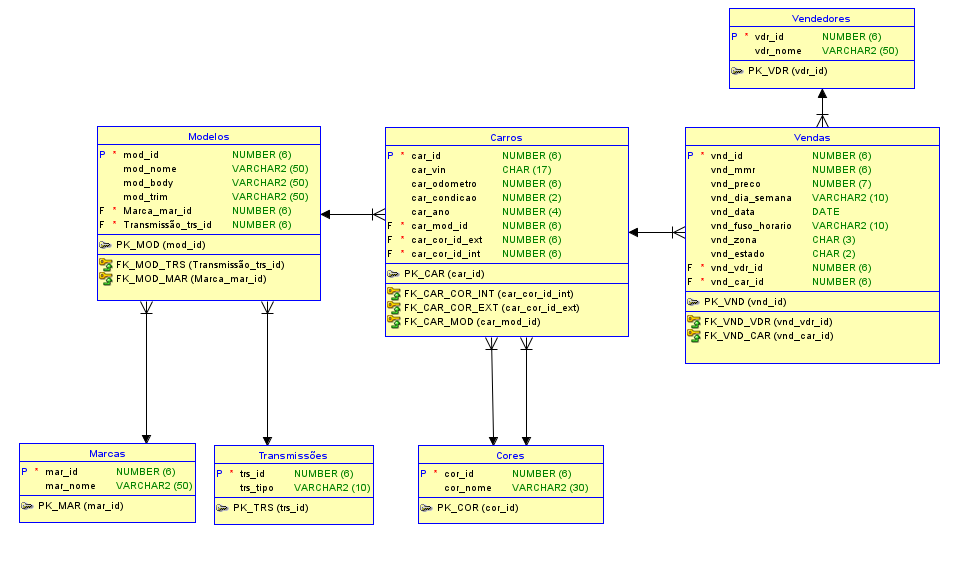 Vendedores
P * vdr_id NUMBER (6)
vdr_nome VARCHAR2 (50)
PK_VDR (vdr_id)
Modelos
P * mod_id NUMBER (6)
mod_nome VARCHAR2 (50)
mod_body VARCHAR2 (50)
mod_trim VARCHAR2 (50)
F * Marca_mar_id NUMBER (6)
F * Transmissão_trs_id NUMBER (6)
PK_MOD (mod_id)
FK_MOD_TRS (Transmissão_trs_id)
FK_MOD_MAR (Marca_mar_id)
Carros
P * car_id NUMBER (6)
car_vin CHAR (17)
car_odometro NUMBER (6)
car_condicao NUMBER (2)
car_ano NUMBER (4)
F * car_mod_id NUMBER (6)
F * car_cor_id_ext NUMBER (6)
F * car_cor_id_int NUMBER (6)
PK_CAR (car_id)
FK_CAR_COR_INT (car_cor_id_int)
FK_CAR_COR_EXT (car_cor_id_ext)
FK_CAR_MOD (car_mod_id)
Vendas
P * vnd_id NUMBER (6)
vnd_mmr NUMBER (6)
vnd_preco NUMBER (7)
vnd_dia_semana VARCHAR2 (10)
vnd_data DATE
vnd_fuso_horario VARCHAR2 (10)
vnd_zona CHAR (3)
vnd_estado CHAR (2)
F * vnd_vdr_id NUMBER (6)
F * vnd_car_id NUMBER (6)
PK_VND (vnd_id)
FK_VND_VDR (vnd_vdr_id)
FK_VND_CAR (vnd_car_id)
Marcas
P * mar_id NUMBER (6)
mar_nome VARCHAR2 (50)
PK_MAR (mar_id)
Transmissões
P * trs_id NUMBER (6)
trs_tipo VARCHAR2 (10)
PK_TRS (trs_id)
Cores
P * cor_id NUMBER (6)
cor_nome VARCHAR2 (30)
PK_COR (cor_id)